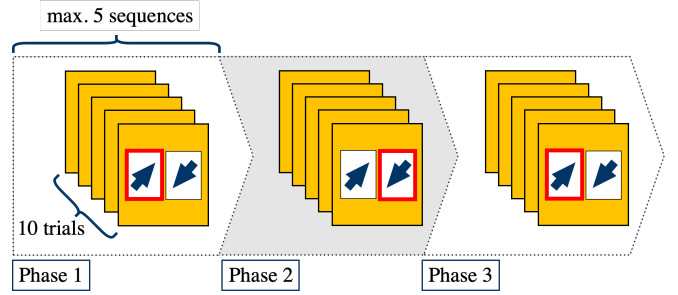 max. 5 sequences
10 trials
Phase 1
Phase 2
Phase 3